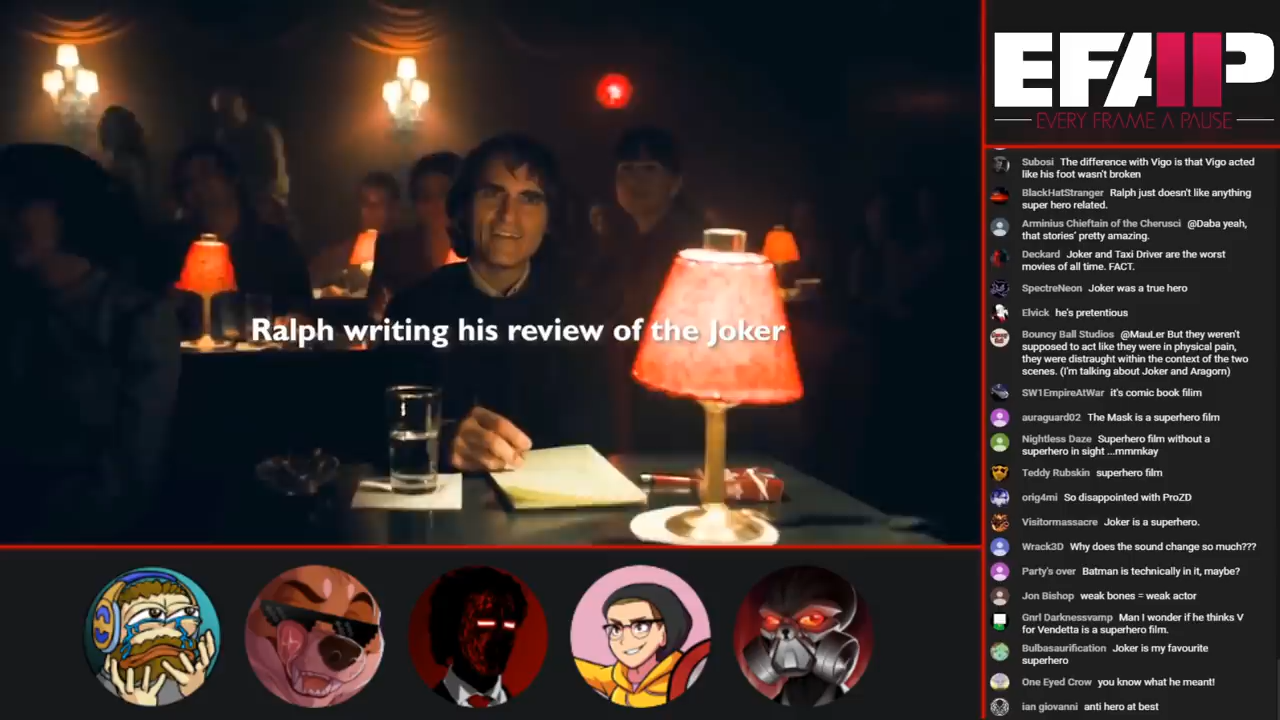 Ralph writing his review of the Joker
EFAP
EVERY FRAME A PAUSE
Subosi The difference with Vigo is that Vigo acted
like his foot wasn't broken
BlackHatStranger Ralph just doesn't like anything
super hero related.
Arminius Chieftain of the Cherusci @Daba yeah,
that stories' pretty amazing.
Deckard Joker and Taxi Driver are the worst
movies of all time. FACT.
SpectreNeon Joker was a true hero
Elvick he's pretentious
Bouncy Ball Studios @MauLer But they weren't
supposed to act like they were in physical pain,
they were distraught within the context of the two
scenes. (I'm talking about Joker and Aragorn)
SW1EmpireAtWar it's comic book filim
auraguard02 The Mask is a superhero film
Nightless Daze Superhero film without a
superhero in sight ...mmmkay
Teddy Rubskin superhero film
orig4mi So disappointed with ProZD
Visitormassacre Joker is a superhero.
Wrack3D Why does the sound change so much???
Party's over Batman is technically in it, maybe?
Jon Bishop weak bones = weak actor
Gnrl Darknessvamp Man I wonder if he thinks V
for Vendetta is a superhero film.
Bulbasaurification Joker is my favourite
superhero
One Eyed Crow you know what he meant!
ian giovanni anti hero at best